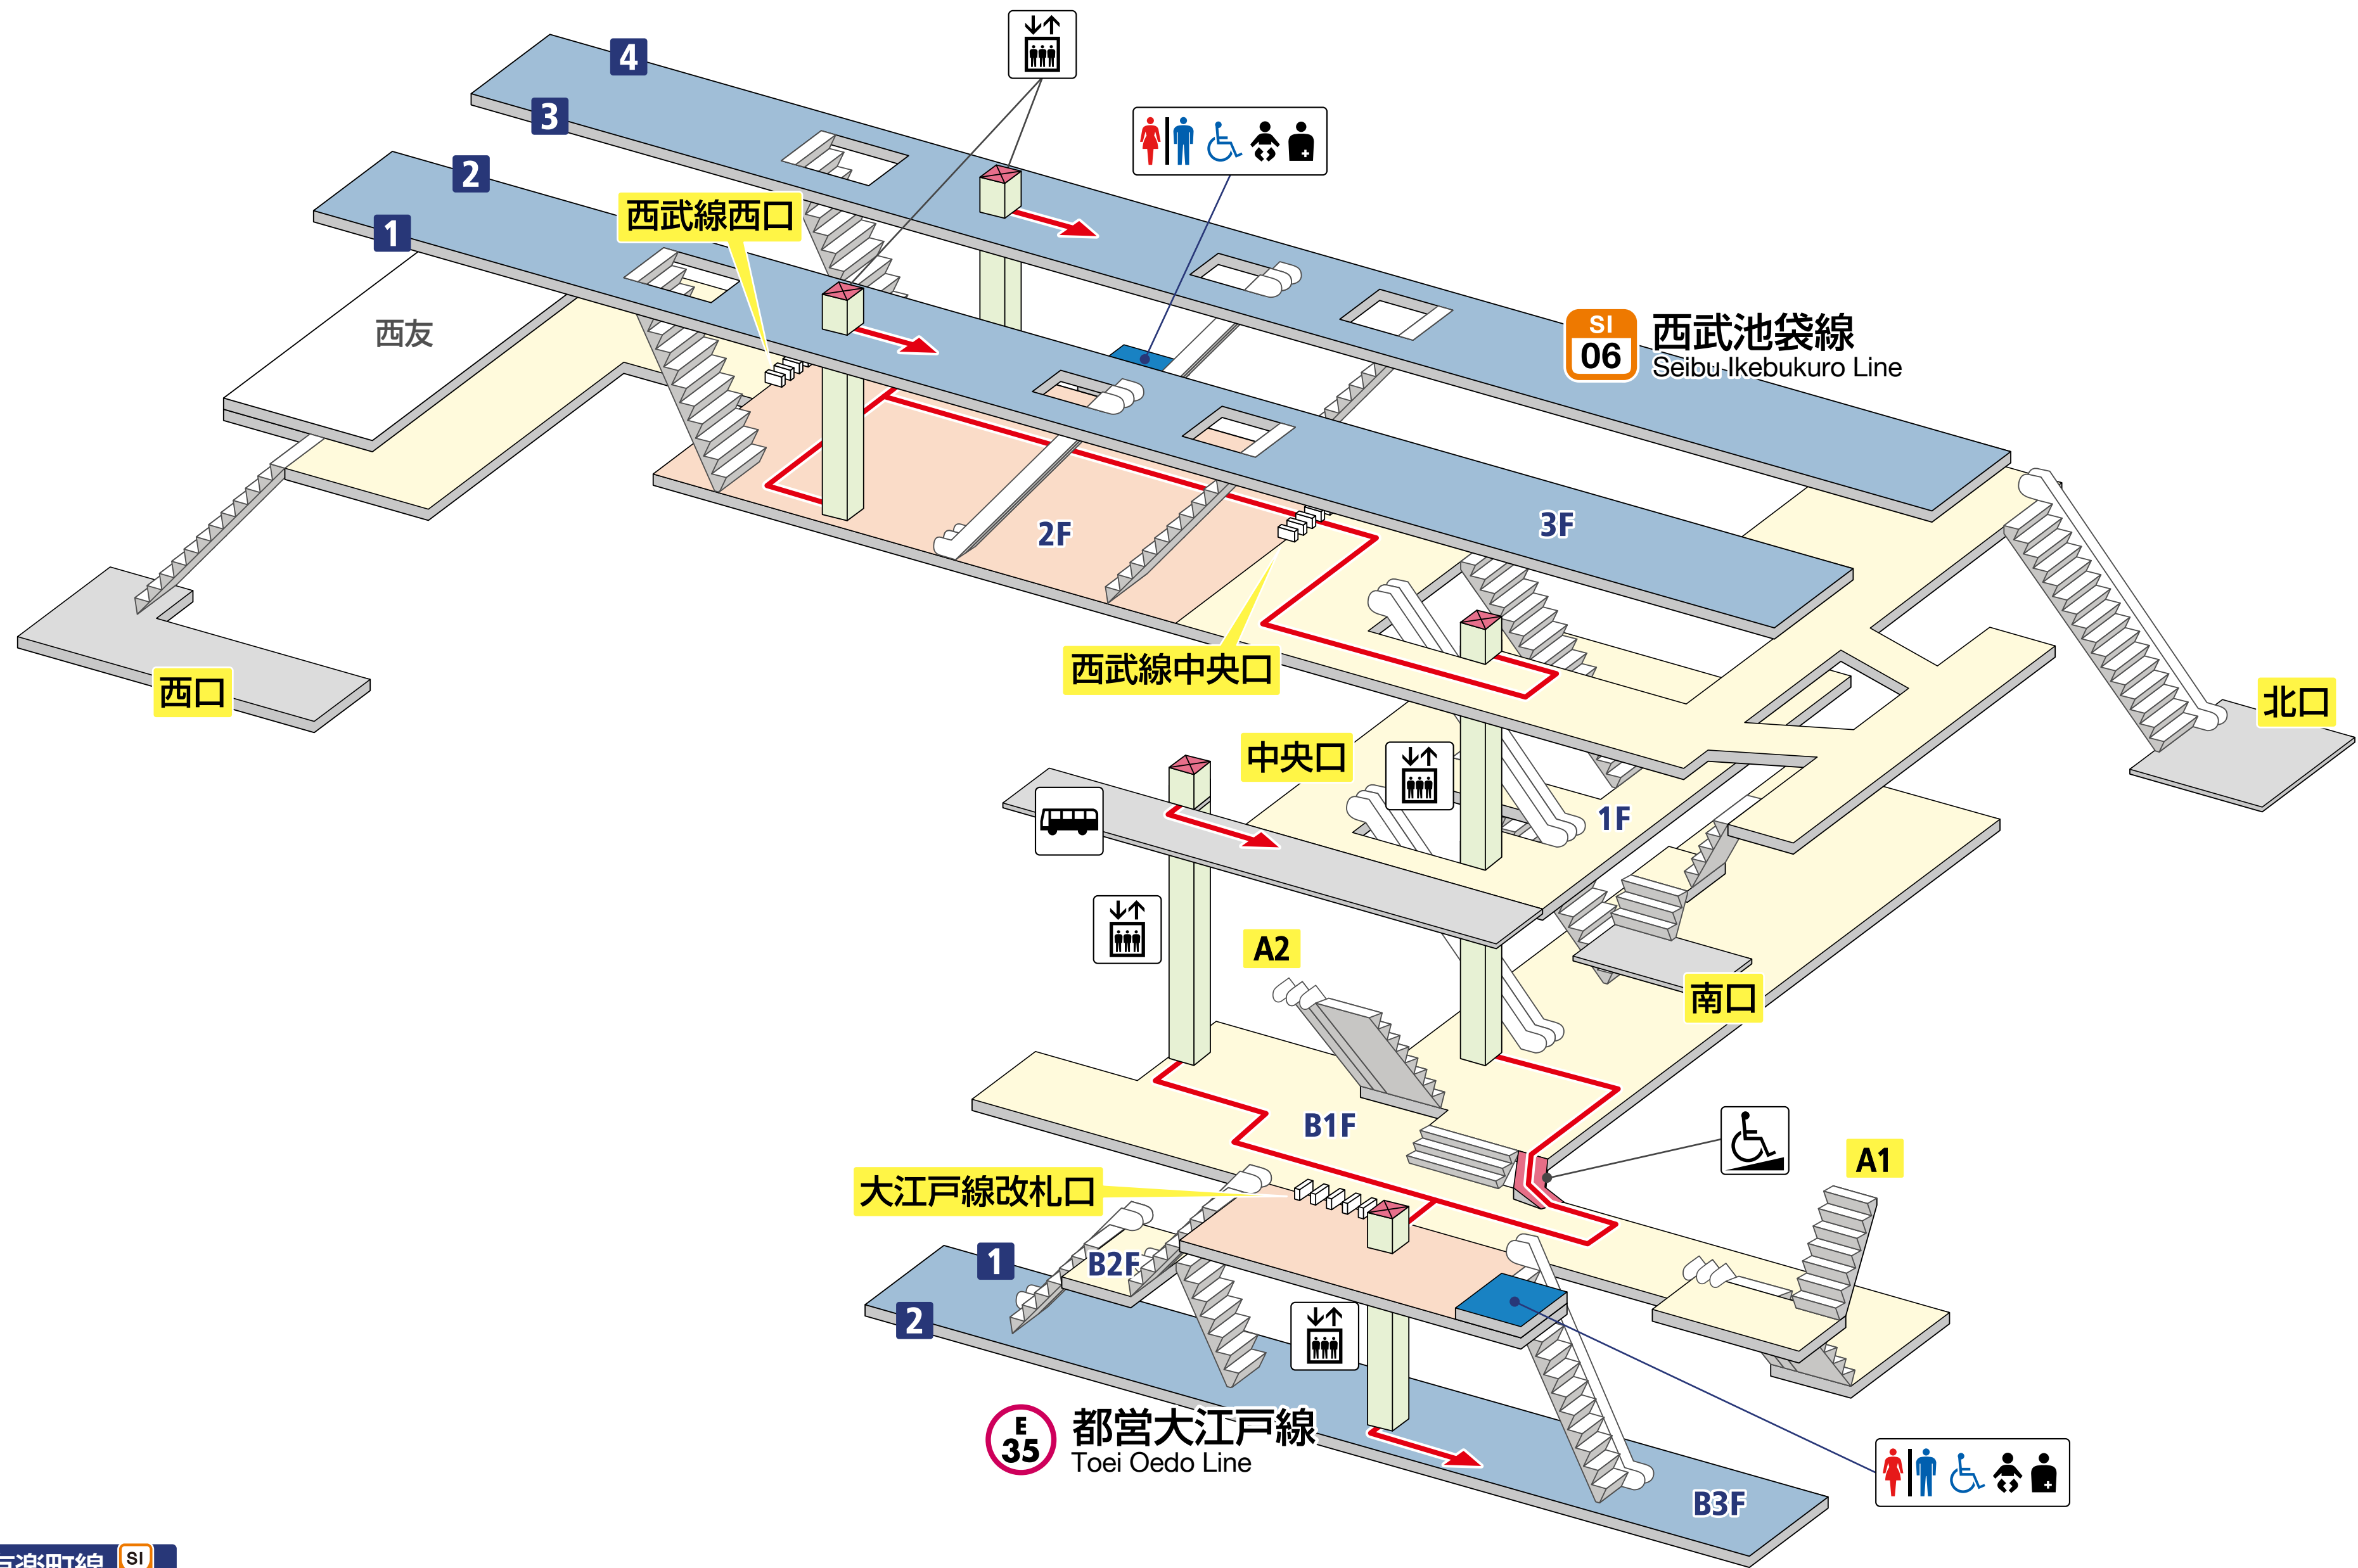 4
3
2
1
西武線西口
西友
SI
06
西武池袋線
Seibu Ikebukuro Line
2F
3F
西武線中央口
西口
北口
中央口
1F
A2
南口
B1F
A1
大江戸線改札口
1
B2F
2
E
35
都営大江戸線
Toei Oedo Line
B3F
楽町線
SI